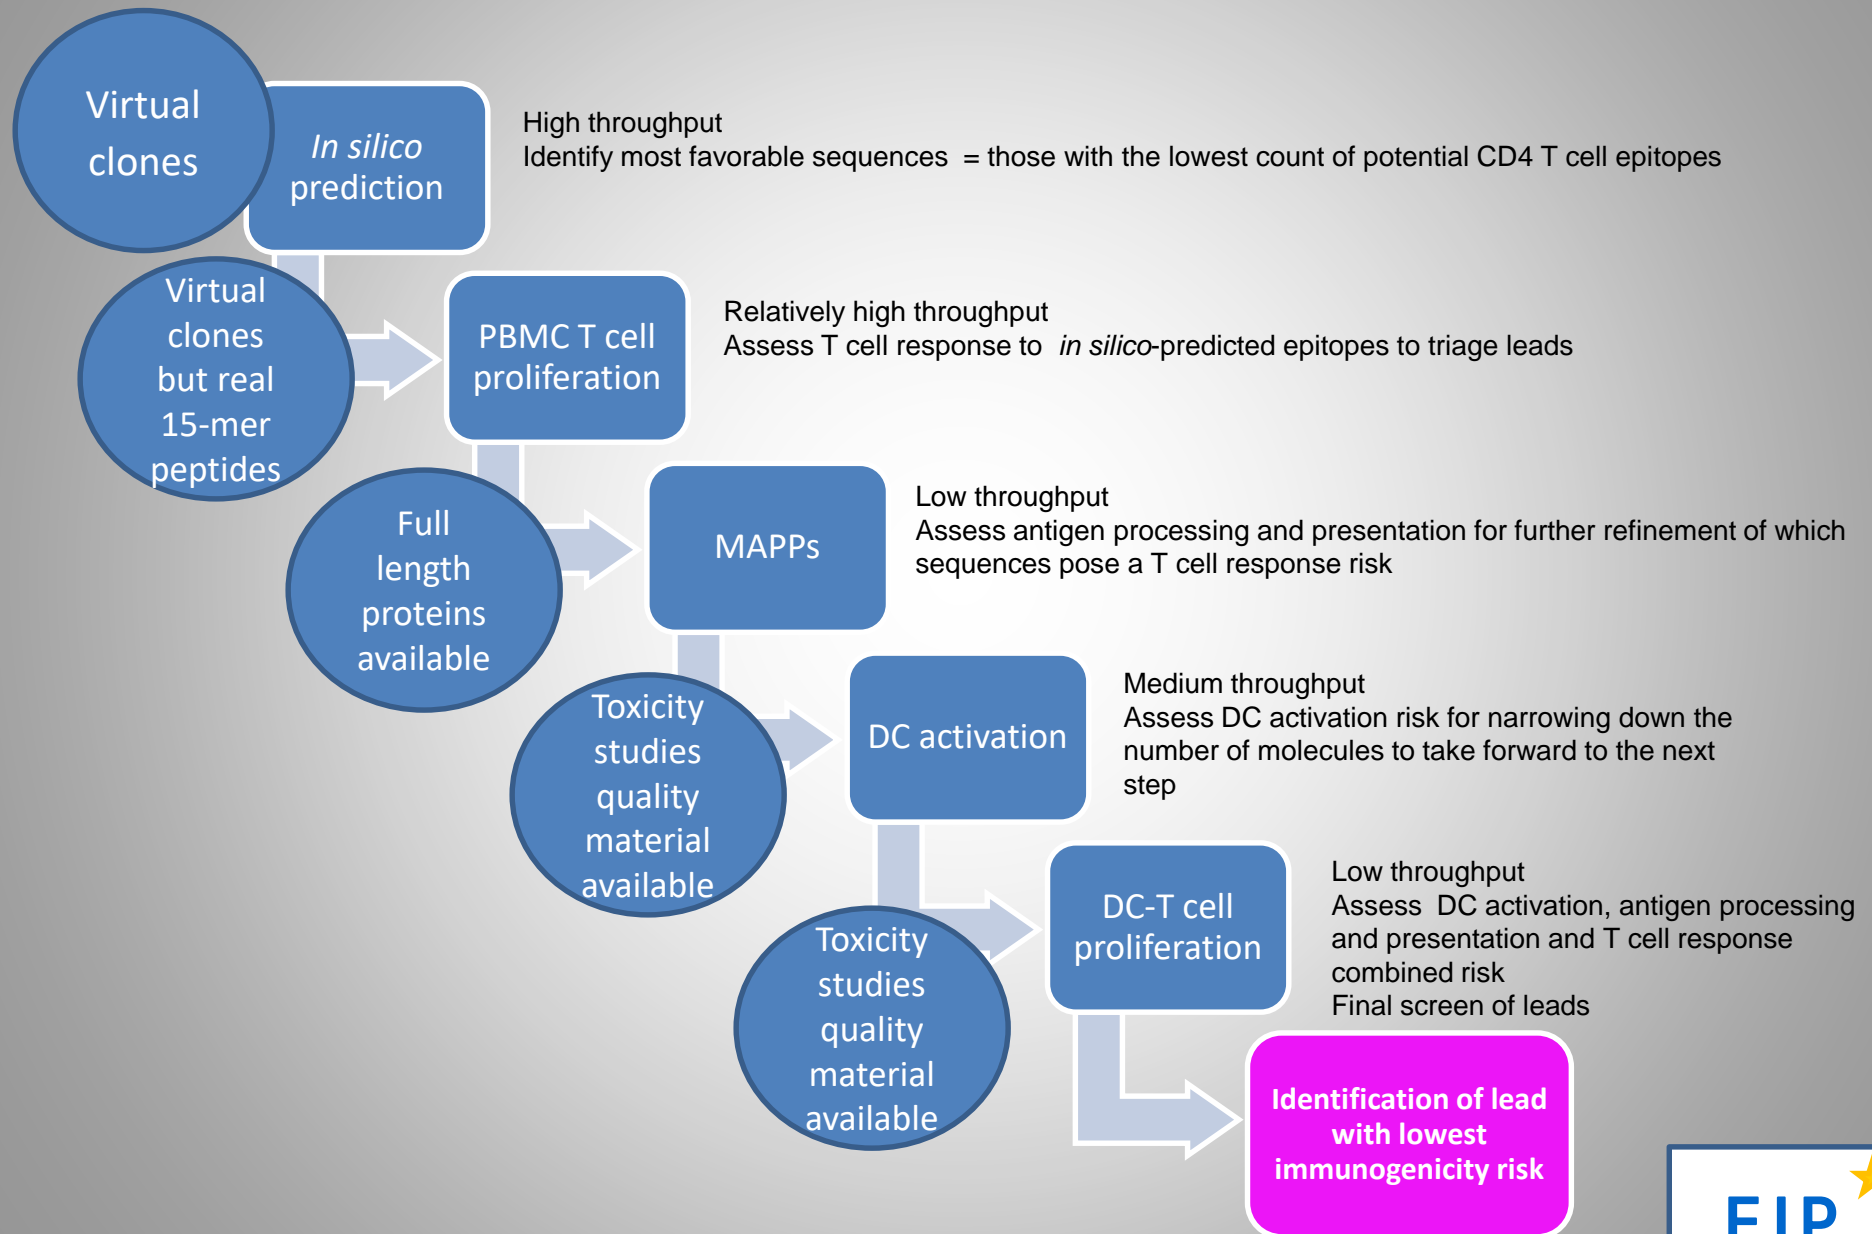 Virtual
clones
In silico
prediction
High throughput
Identify most favorable sequences = those with the lowest count of potential CD4 T cell epitopes
Virtual
clones
but real
15-mer
peptides
PBMC T cell
proliferation
Relatively high throughput
Assess T cell response to in silico-predicted epitopes to triage leads
Full
length
proteins
available
MAPPs
Low throughput
Assess antigen processing and presentation for further refinement of which
sequences pose a T cell response risk
Toxicity
studies
quality
material
available
DC activation
Medium throughput
Assess DC activation risk for narrowing down the
number of molecules to take forward to the next
step
Toxicity
studies
quality
material
available
DC-T cell
proliferation
Low throughput
Assess DC activation, antigen processing
and presentation and T cell response
combined risk
Final screen of leads
Identification of lead
with lowest
immunogenicity risk
EIP